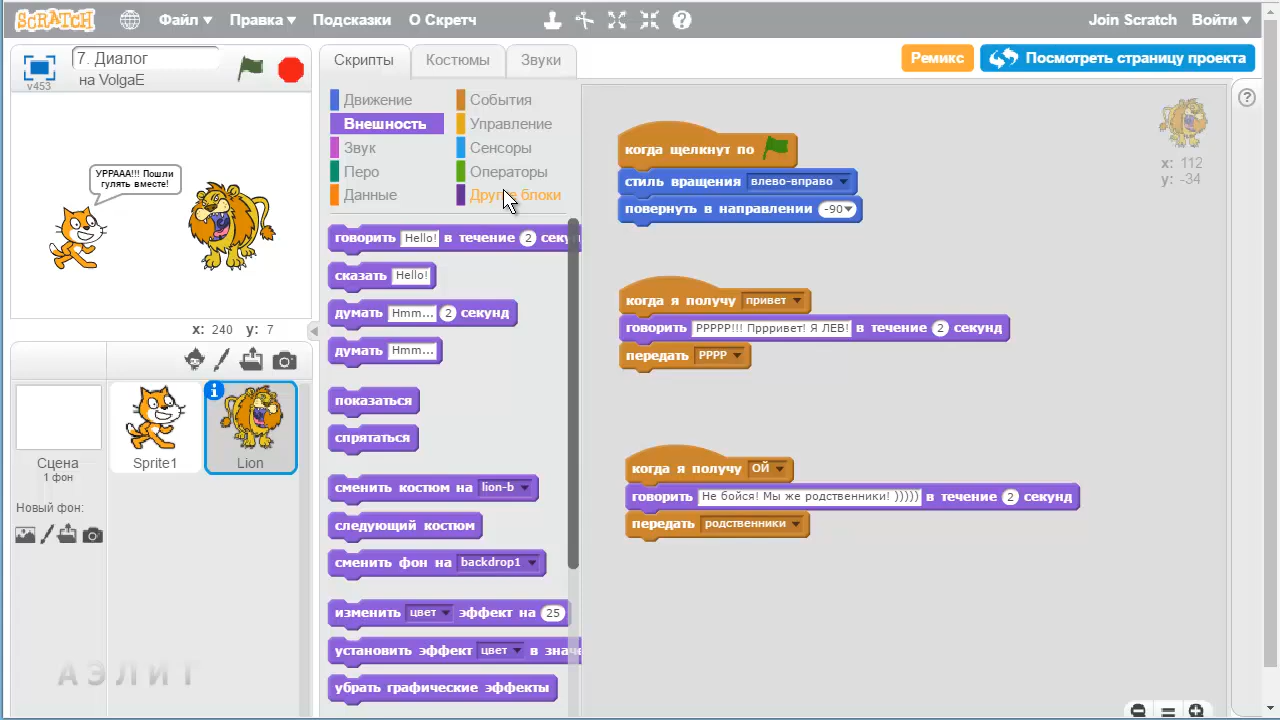 SCRATCH
Файл
Правка
Подсказки
О Скретч
Join Scratch
Войти
v453
7. Диалог
на VolgaE
Скрипты
Костюмы
Звуки
Ремикс
Посмотреть страницу проекта
?
УРРААА!!! Пошли
гулять вместе!
x: 240 y: 7
Движение
События
Внешность
Управление
Звук
Сенсоры
Перо
Операторы
Данные
Другие блоки
говорить Hello! в течение 2 секун
сказать Hello!
думать Hmm... 2 секунд
думать Hmm...
показаться
спрятаться
сменить костюм на lion-b
следующий костюм
сменить фон на backdrop1
изменить цвет эффект на 25
установить эффект цвет в знач
убрать графические эффекты
когда щелкнут по
стиль вращения влево-вправо
повернуть в направлении -90
когда я получу привет
говорить РРРРР!!! Прррривет! Я ЛЕВ! в течение 2 секунд
передать РРРР
когда я получу ОЙ
говорить Не бойся! Мы же родственники! ))))) в течение 2 секунд
передать родственники
x: 112
y: -34
Сцена
1 фон
Sprite1
Lion
Новый фон:
АЭЛИТ